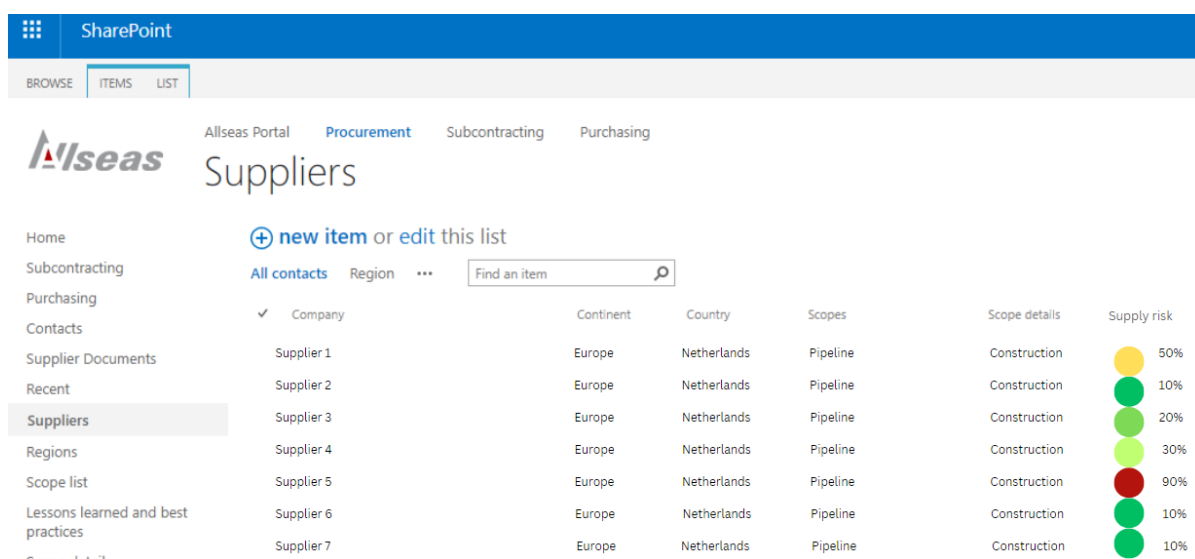 SharePoint
BROWSE ITEMS LIST
Allseas
Allseas Portal Procurement Subcontracting Purchasing
Suppliers
Home
Subcontracting
Purchasing
Contacts
Supplier Documents
Recent
Suppliers
Regions
Scope list
Lessons learned and best
practices
new item or edit this list
All contacts Region ••• Find an item
✓ Company Continent Country Scopes Scope details Supply risk
Supplier 1 Europe Netherlands Pipeline Construction 50%
Supplier 2 Europe Netherlands Pipeline Construction 10%
Supplier 3 Europe Netherlands Pipeline Construction 20%
Supplier 4 Europe Netherlands Pipeline Construction 30%
Supplier 5 Europe Netherlands Pipeline Construction 90%
Supplier 6 Europe Netherlands Pipeline Construction 10%
Supplier 7 Europe Netherlands Pipeline Construction 10%